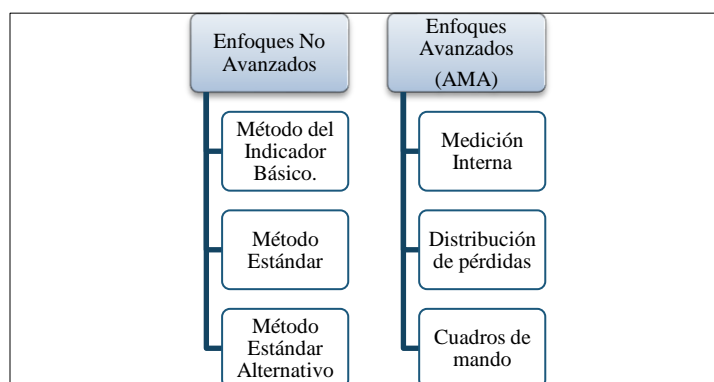 Enfoques No
Avanzados
Método del
Indicador
Básico.
Método
Estándar
Método
Estándar
Alternativo
Enfoques
Avanzados
(AMA)
Medición
Interna
Distribución
de pérdidas
Cuadros de
mando